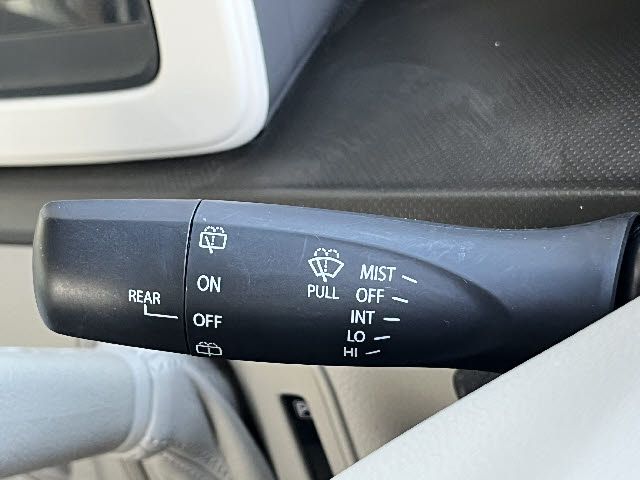 REAR
ON
OFF
PULL
MIST
OFF
INT
LO
HI